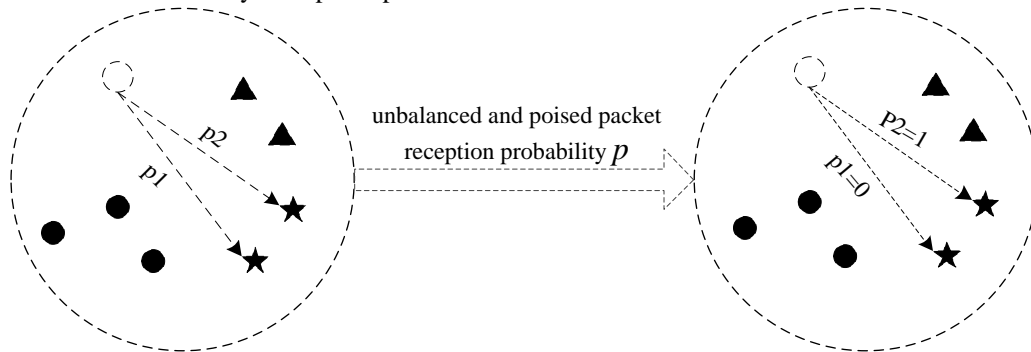 unbalanced and poised packet
reception probability p
p2
p1
P2=1
p1=0